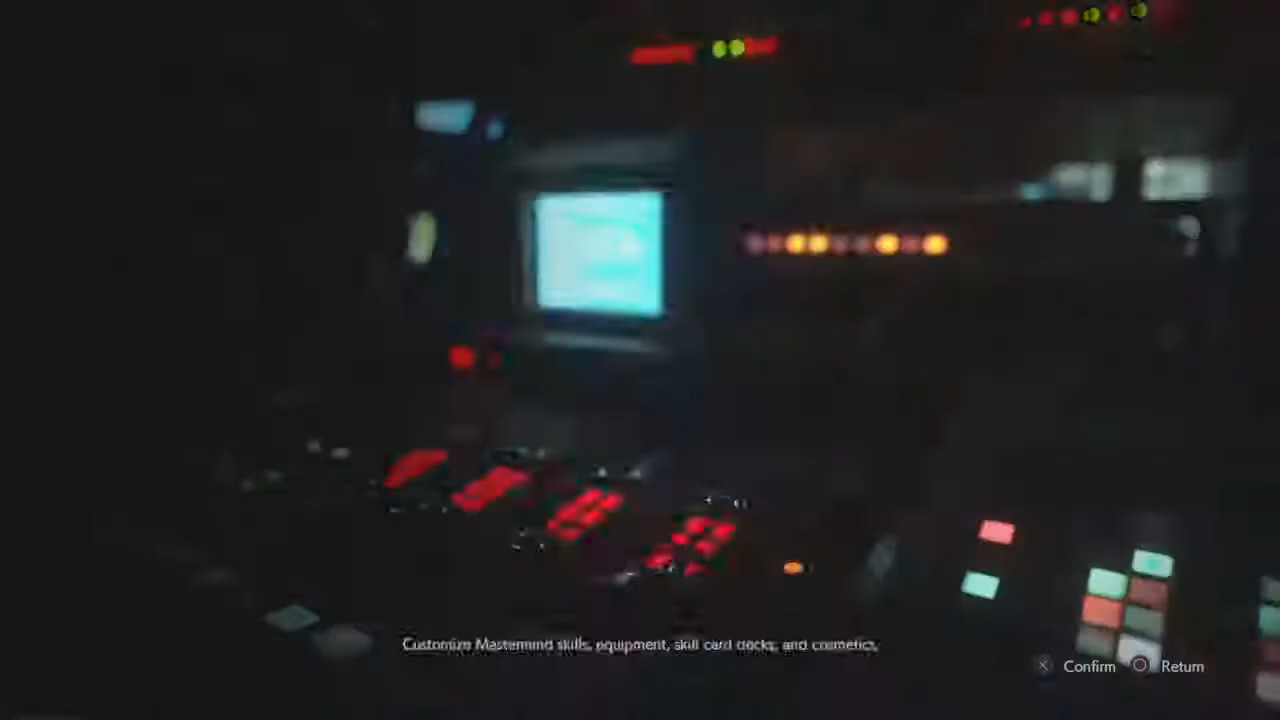 Customize Mastermind skills, equipment, skill card decks, and cosmetics.
Confirm
Return